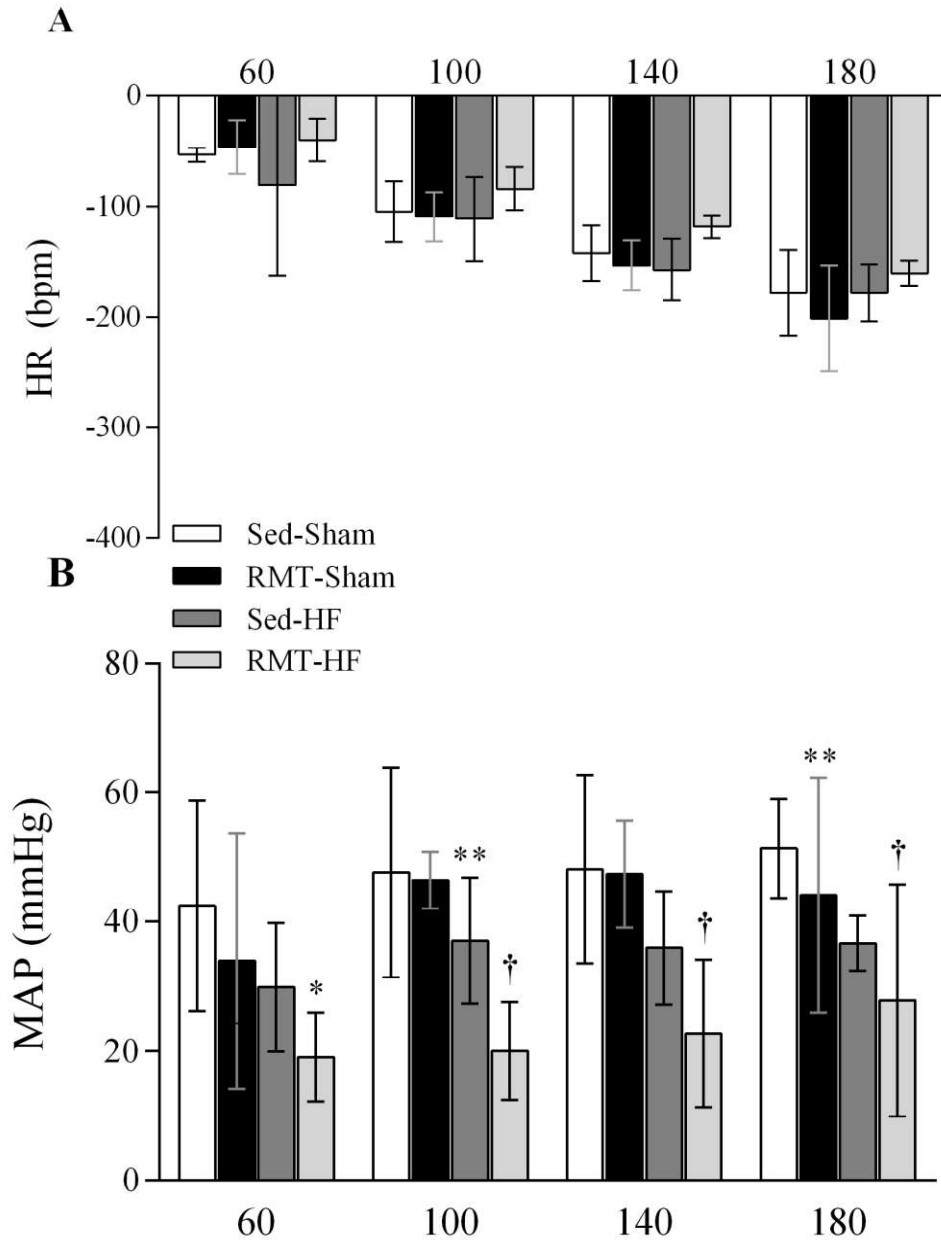 A
60 100 140 180
0
-100
-200
-300
-400
HR (bpm)
Sed-Sham
RMT-Sham
Sed-HF
RMT-HF
B
80
60
40
20
0
MAP (mmHg)
*
**
†
†
**
†
60 100 140 180